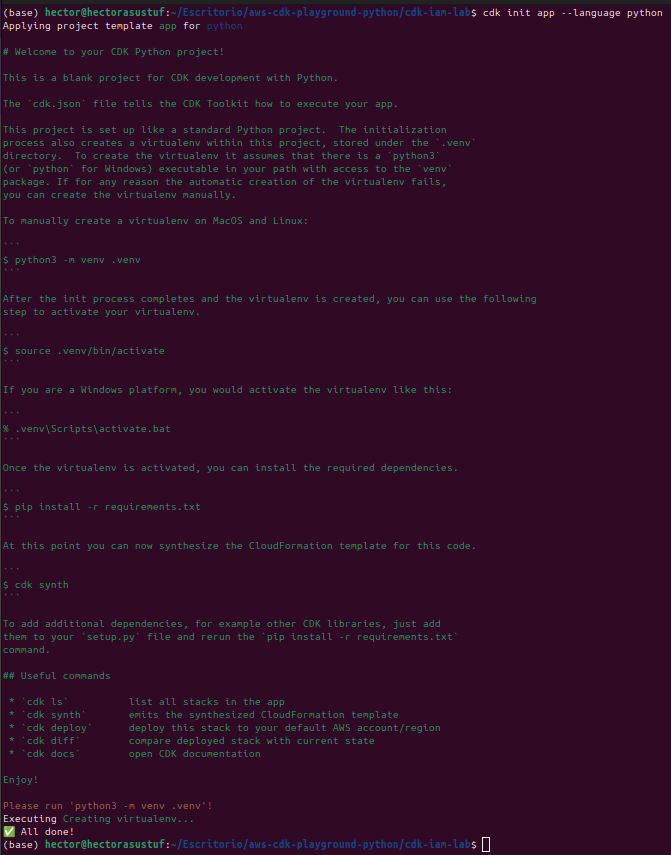 (base) hector@hectorasustuf:~/Escritorio/aws-cdk-playground-python/cdk-iam-lab$ cdk init app --language python
Applying project template app for python

# Welcome to your CDK Python project!

This is a blank project for CDK development with Python.

The `cdk.json` file tells the CDK Toolkit how to execute your app.

This project is set up like a standard Python project.  The initialization
process also creates a virtualenv within this project, stored under the `.venv`
directory.  To create the virtualenv it assumes that there is a `python3`
(or `python` for Windows) executable in your path with access to the `venv`
package. If for any reason the automatic creation of the virtualenv fails,
you can create the virtualenv manually.

To manually create a virtualenv on MacOS and Linux:

```
$ python3 -m venv .venv
```

After the init process completes and the virtualenv is created, you can use the following
step to activate your virtualenv.

```
$ source .venv/bin/activate
```

If you are a Windows platform, you would activate the virtualenv like this:

```
% .venv\Scripts\activate.bat
```

Once the virtualenv is activated, you can install the required dependencies.

```
$ pip install -r requirements.txt
```

At this point you can now synthesize the CloudFormation template for this code.

```
$ cdk synth
```

To add additional dependencies, for example other CDK libraries, just add
them to your `setup.py` file and rerun the `pip install -r requirements.txt`
command.

## Useful commands

 * `cdk ls`          list all stacks in the app
 * `cdk synth`       emits the synthesized CloudFormation template
 * `cdk deploy`      deploy this stack to your default AWS account/region
 * `cdk diff`        compare deployed stack with current state
 * `cdk docs`        open CDK documentation

Enjoy!

Please run 'python3 -m venv .venv'!
Executing Creating virtualenv...
✅ All done!
(base) hector@hectorasustuf:~/Escritorio/aws-cdk-playground-python/cdk-iam-lab$